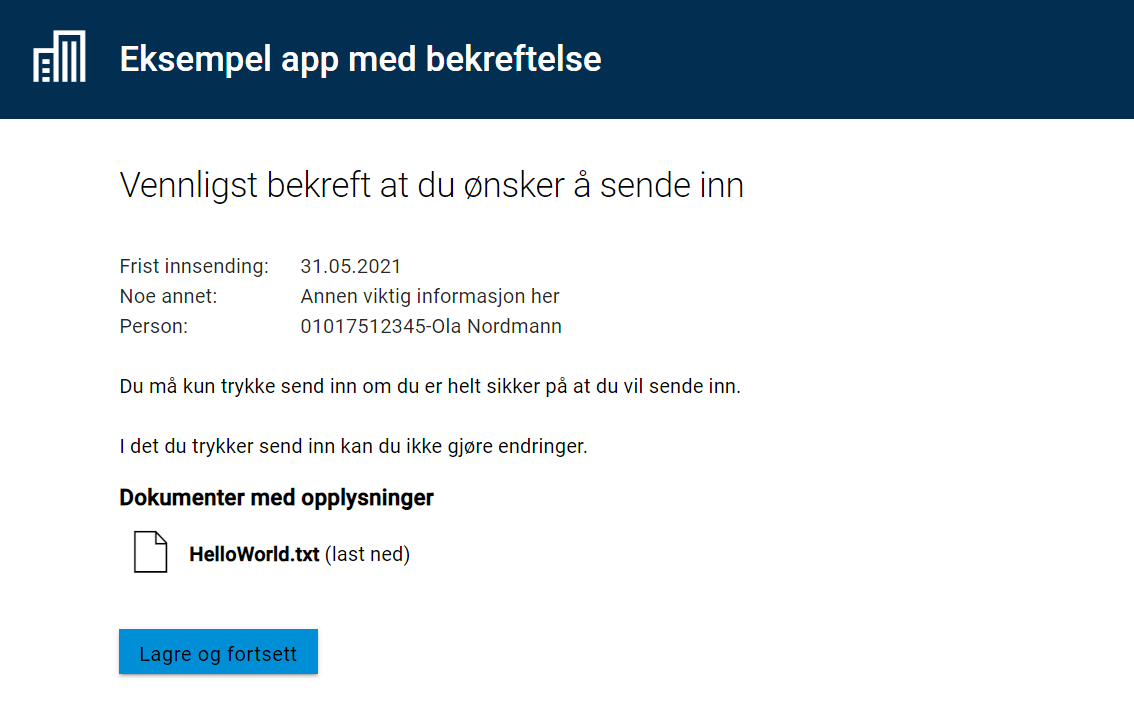 Eksempel app med bekreftelse
Vennligst bekreft at du ønsker å sende inn
Frist innsending: 31.05.2021
Noe annet: Annen viktig informasjon her
Person: 01017512345-Ola Nordmann
Du må kun trykke send inn om du er helt sikker på at du vil sende inn.
I det du trykker send inn kan du ikke gjøre endringer.
Dokumenter med opplysninger
HelloWorld.txt (last ned)
Lagre og fortsett